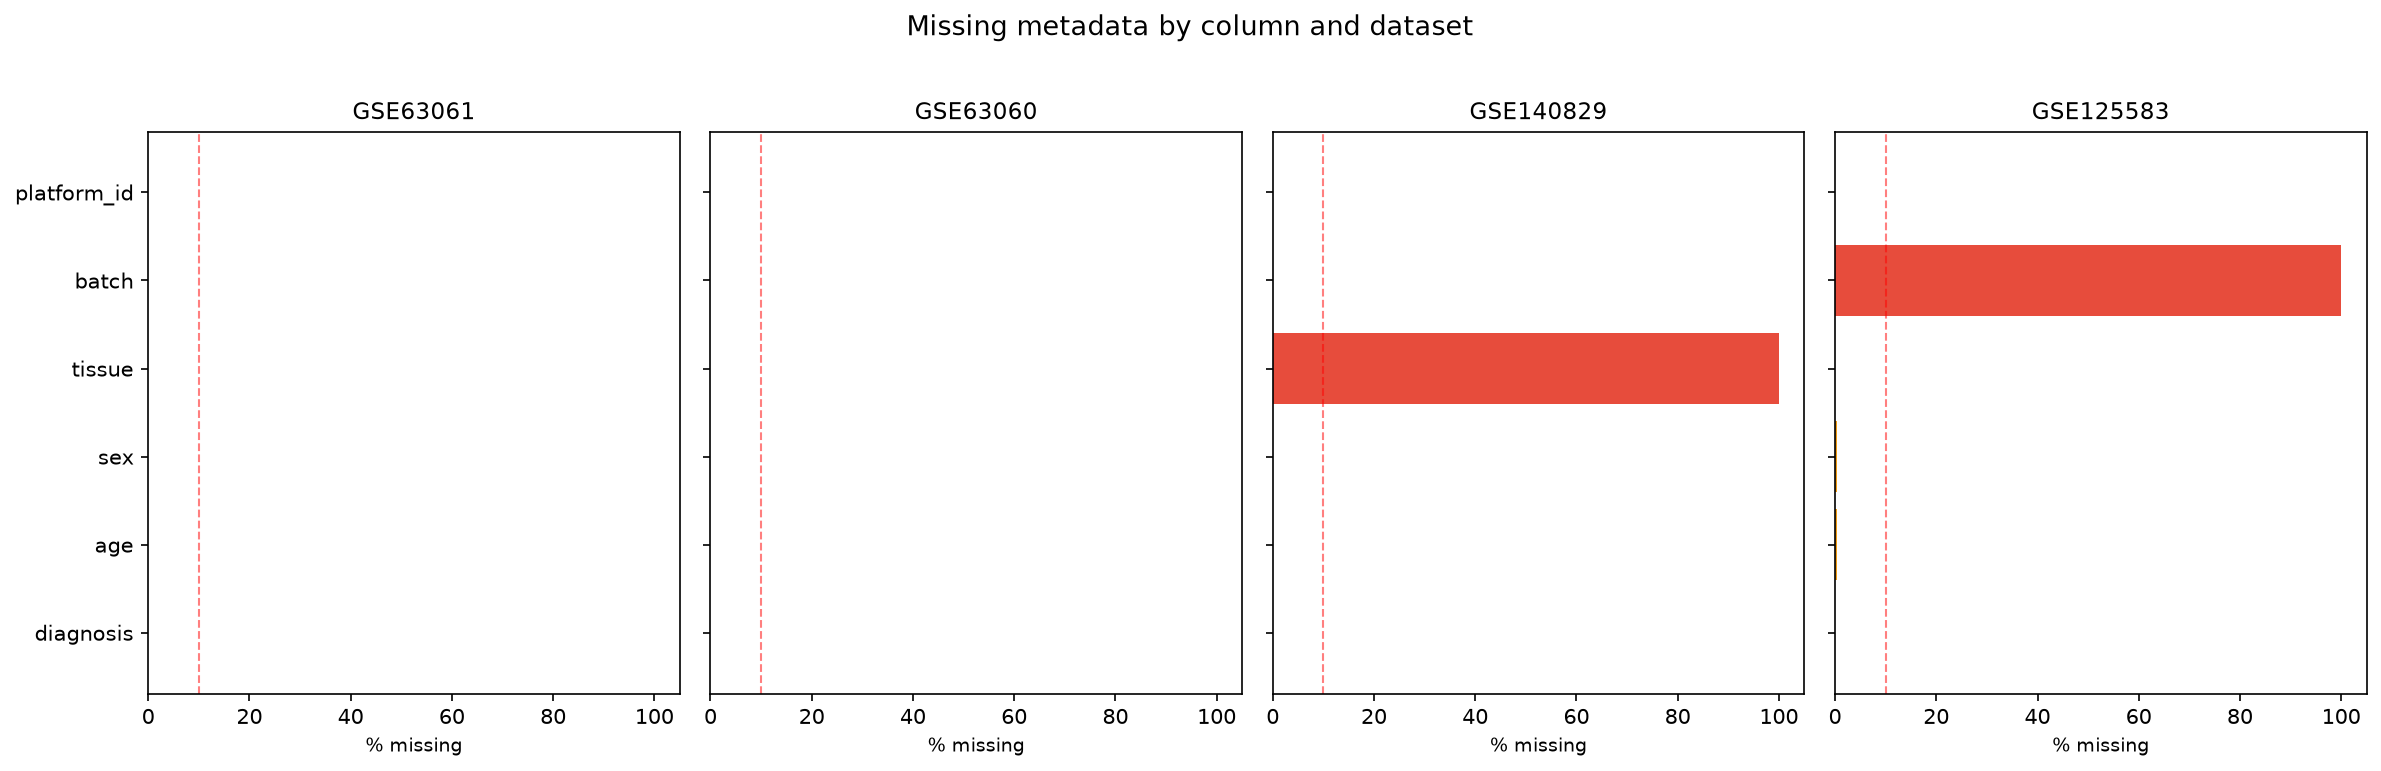 Missing metadata by column and dataset
GSE63061
GSE63060
GSE140829
GSE125583
platform_id
batch
tissue
sex
age
diagnosis
0 20 40 60 80 100
0 20 40 60 80 100
0 20 40 60 80 100
0 20 40 60 80 100
% missing
% missing
% missing
% missing